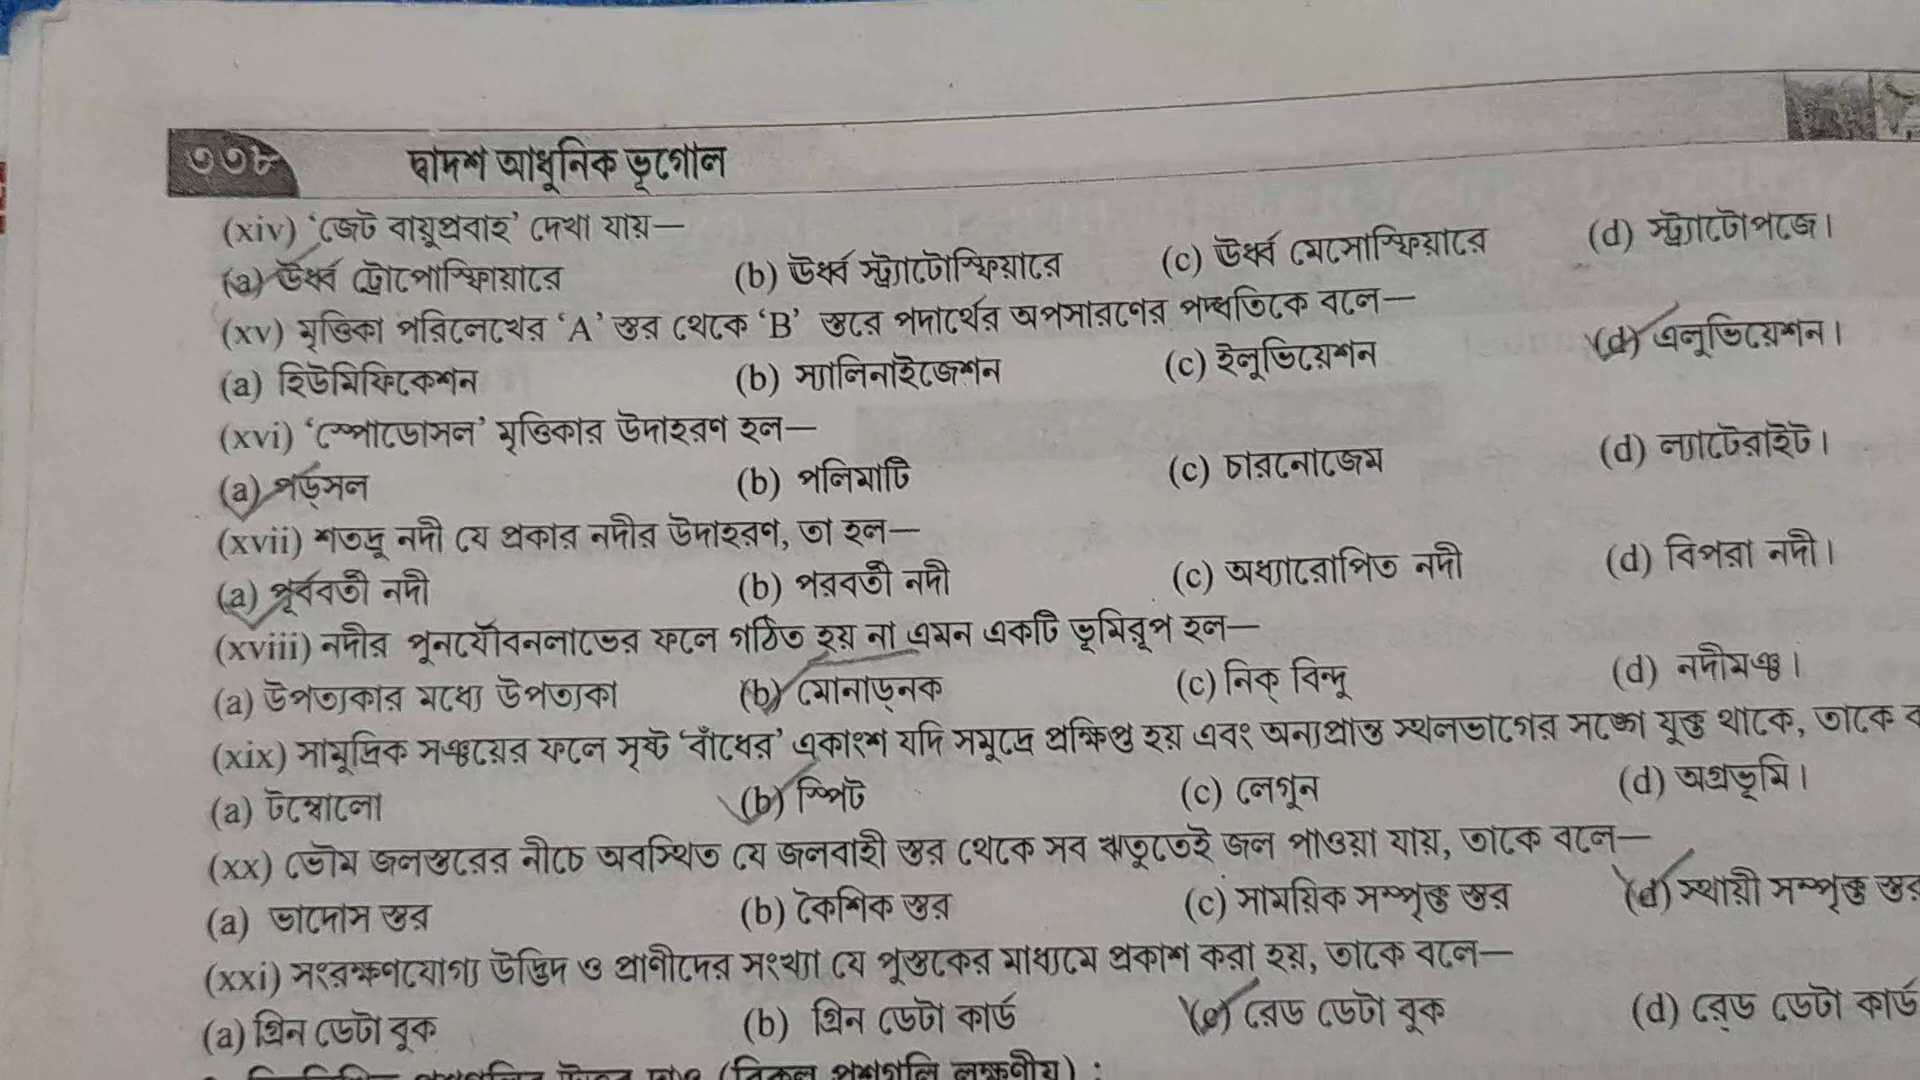 ৩৩৮ দ্বাদশ আধুনিক ভূগোল
(xiv) ‘জেট বায়ুপ্রবাহ’ দেখা যায়—
(a) ঊর্ধ্ব ট্রোপোস্ফিয়ারে (b) ঊর্ধ্ব স্ট্র্যাটোস্ফিয়ারে (c) ঊর্ধ্ব মেসোস্ফিয়ারে (d) স্ট্র্যাটোপজে।
(xv) মৃত্তিকা পরিলেখের ‘A’ স্তর থেকে ‘B’ স্তরে পদার্থের অপসারণের পদ্ধতিকে বলে—
(a) হিউমিফিকেশন (b) স্যালিনাইজেশন (c) ইলুভিয়েশন (d) এলুভিয়েশন।
(xvi) ‘স্পোডোসল’ মৃত্তিকার উদাহরণ হল—
(a) পড্সল (b) পলিমাটি (c) চারনোজেম (d) ল্যাটেরাইট।
(xvii) শতদ্রু নদী যে প্রকার নদীর উদাহরণ, তা হল—
(a) পূর্ববর্তী নদী (b) পরবর্তী নদী (c) অধ্যারোপিত নদী (d) বিপরা নদী।
(xviii) নদীর পুনর্যৌবনলাভের ফলে গঠিত হয় না এমন একটি ভূমিরূপ হল—
(a) উপত্যকার মধ্যে উপত্যকা (b) মোনাড্‌নক (c) নিক্ বিন্দু (d) নদীমঞ্চ।
(xix) সামুদ্রিক সঞ্চয়ের ফলে সৃষ্ট ‘বাঁধের’ একাংশ যদি সমুদ্রে প্রক্ষিপ্ত হয় এবং অন্যপ্রান্ত স্থলভাগের সঙ্গে যুক্ত থাকে, তাকে
(a) টম্বোলো (b) স্পিট (c) লেগুন (d) অগ্রভূমি।
(xx) ভৌম জলস্তরের নীচে অবস্থিত যে জলবাহী স্তর থেকে সব ঋতুতেই জল পাওয়া যায়, তাকে বলে—
(a) ভাদোস স্তর (b) কৈশিক স্তর (c) সাময়িক সম্পৃক্ত স্তর (d) স্থায়ী সম্পৃক্ত স্তর
(xxi) সংরক্ষণযোগ্য উদ্ভিদ ও প্রাণীদের সংখ্যা যে পুস্তকের মাধ্যমে প্রকাশ করা হয়, তাকে বলে—
(a) গ্রিন ডেটা বুক (b) গ্রিন ডেটা কার্ড (c) রেড ডেটা বুক (d) রেড ডেটা কার্ড
(বিকল্প প্রশ্নগুলি লক্ষণীয়) :